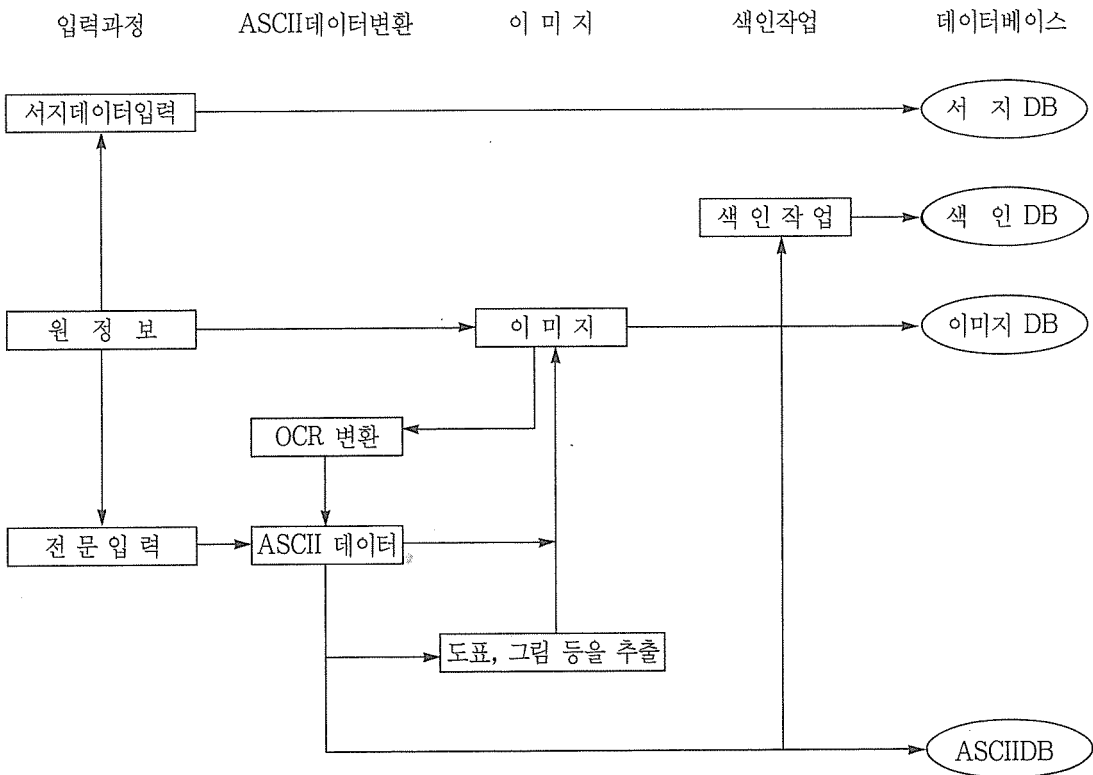 입력과정 ASCII데이터변환 이 미 지 색인작업 데이터베이스
서지데이터입력 서 지 DB
색 인 작 업 색 인 DB
원 정 보 이 미 지 이미지 DB
OCR 변환
전 문 입 력 ASCII 데이터
도표, 그림 등을 추출
ASCIIDB